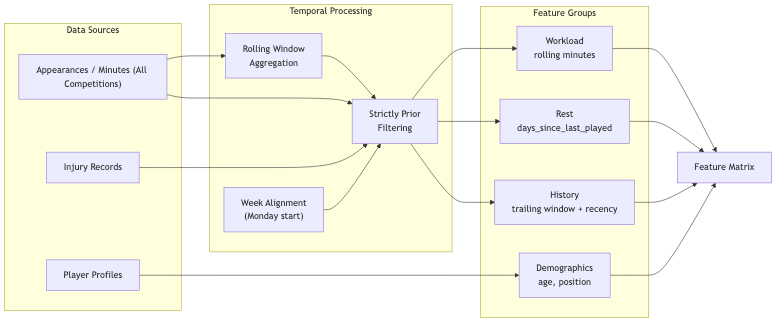 Data Sources
Appearances / Minutes (All
Competitions)
Injury Records
Player Profiles
Temporal Processing
Rolling Window
Aggregation
Strictly Prior
Filtering
Week Alignment
(Monday start)
Feature Groups
Workload
rolling minutes
Rest
days_since_last_played
History
trailing window + recency
Demographics
age, position
Feature Matrix